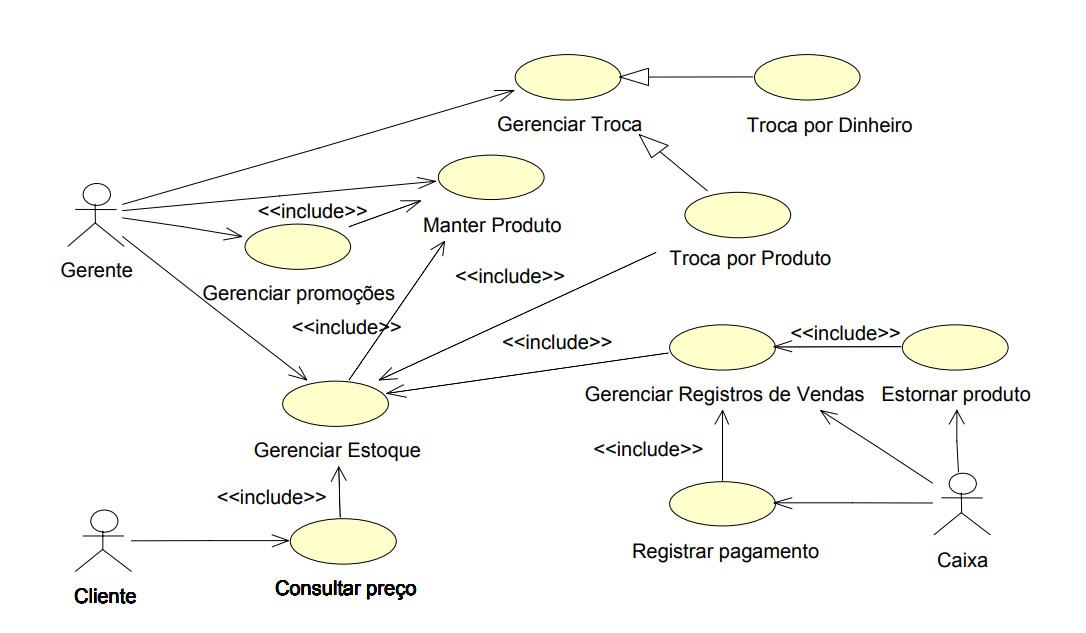 Gerenciar Troca
Troca por Dinheiro
<<include>>
Manter Produto
Gerente
Troca por Produto
<<include>>
Gerenciar promoções
<<include>>
<<include>>
<<include>>
Gerenciar Registros de Vendas
Estornar produto
Gerenciar Estoque
<<include>>
<<include>>
Registrar pagamento
Caixa
Consultar preço
Cliente